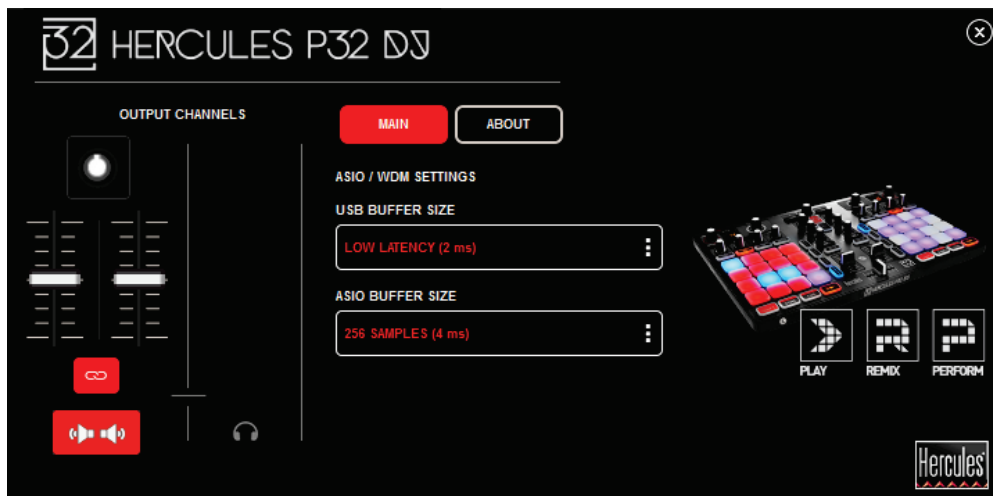 32 HERCULES P32 DJ
OUTPUT CHANNELS
MAIN
ABOUT
ASIO / WDM SETTINGS
USB BUFFER SIZE
LOW LATENCY (2 ms)
ASIO BUFFER SIZE
256 SAMPLES (4 ms)
PLAY
REMIX
PERFORM
Hercules